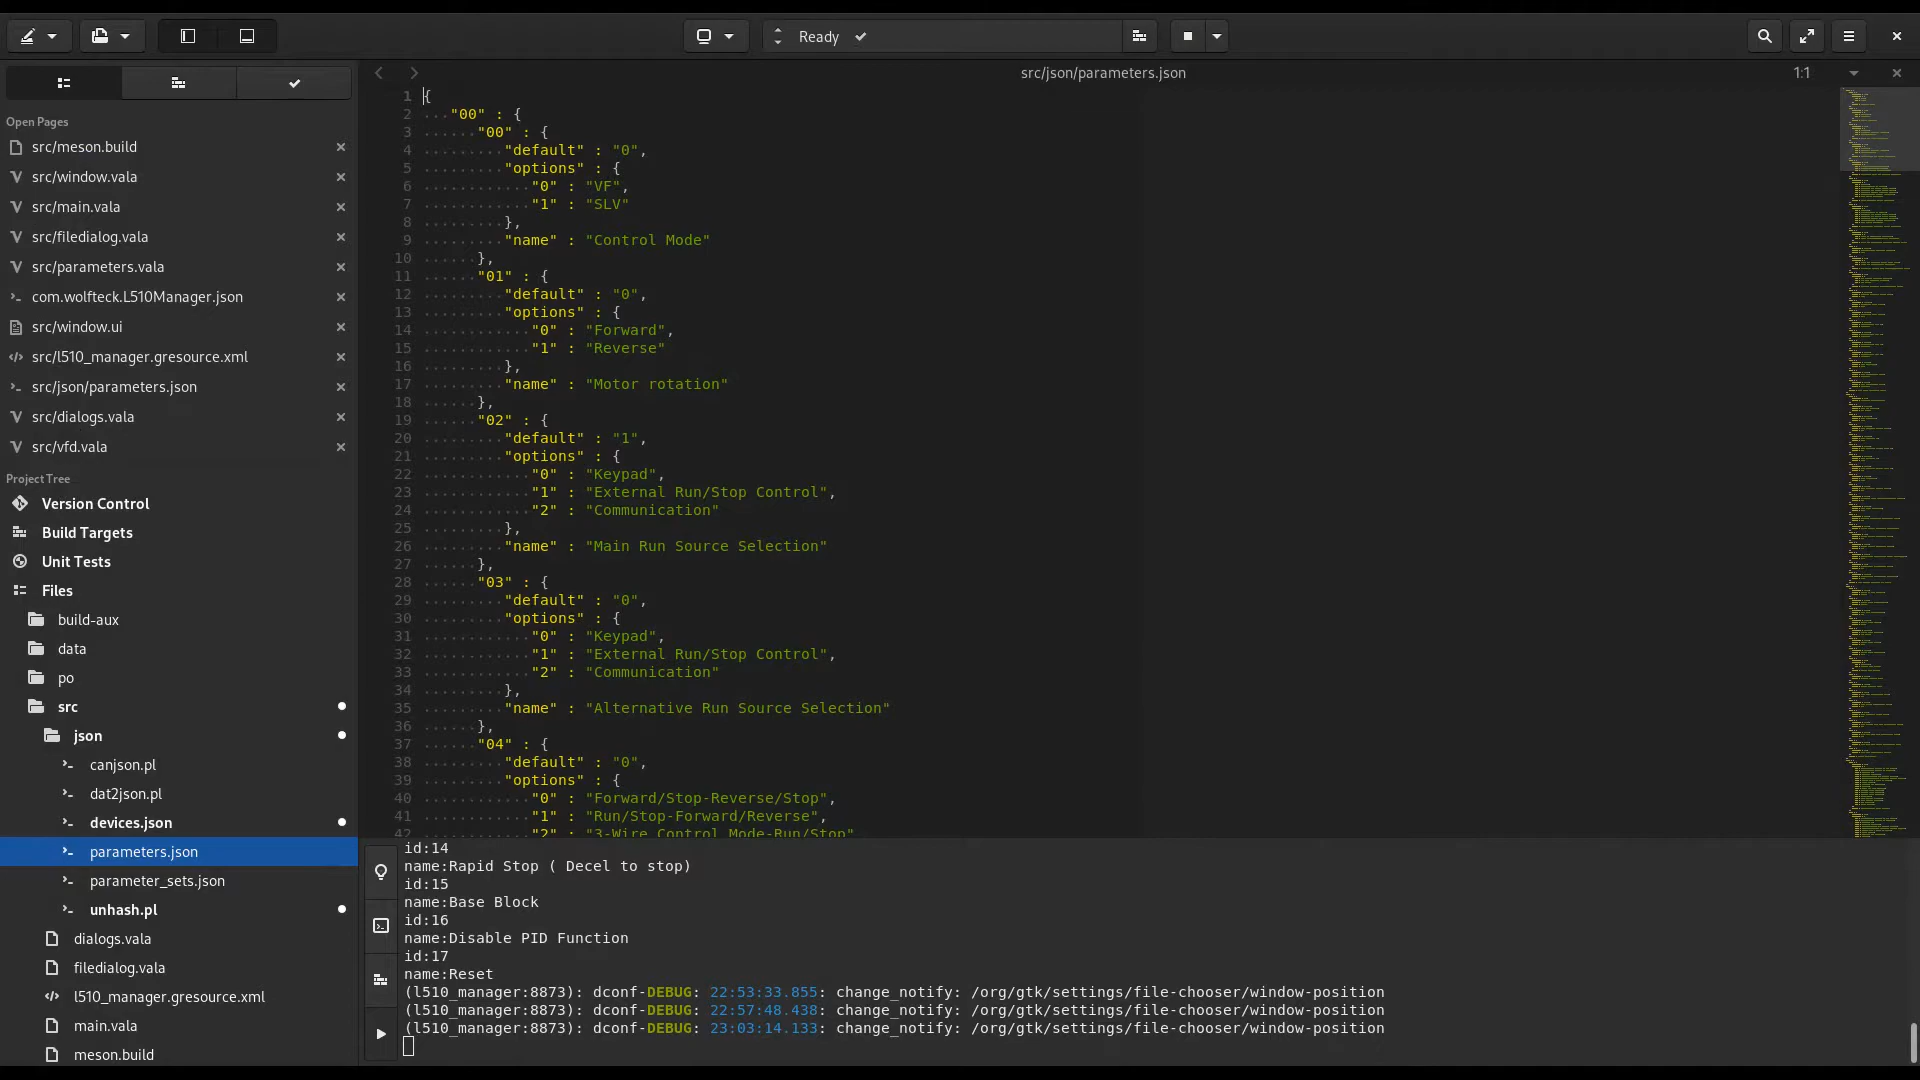 Ready
src/json/parameters.json
1:1
Open Pages
src/meson.build
src/window.vala
src/main.vala
src/filedialog.vala
src/parameters.vala
com.wolfteck.L510Manager.json
src/window.ui
src/l510_manager.gresource.xml
src/json/parameters.json
src/dialogs.vala
src/vfd.vala
Project Tree
Version Control
Build Targets
Unit Tests
Files
build-aux
data
po
src
json
canjson.pl
dat2json.pl
devices.json
parameters.json
parameter_sets.json
unhash.pl
dialogs.vala
filedialog.vala
l510_manager.gresource.xml
main.vala
meson.build
1 {
2 ..."00" : {
3 ......"00" : {
4 ........."default" : "0",
5 ........."options" : {
6 ............"0" : "VF",
7 ............"1" : "SLV"
8 .........},
9 ........."name" : "Control Mode"
10 ......},
11 ......"01" : {
12 ........."default" : "0",
13 ........."options" : {
14 ............"0" : "Forward",
15 ............"1" : "Reverse"
16 .........},
17 ........."name" : "Motor rotation"
18 ......},
19 ......"02" : {
20 ........."default" : "1",
21 ........."options" : {
22 ............"0" : "Keypad",
23 ............"1" : "External Run/Stop Control",
24 ............"2" : "Communication"
25 .........},
26 ........."name" : "Main Run Source Selection"
27 ......},
28 ......"03" : {
29 ........."default" : "0",
30 ........."options" : {
31 ............"0" : "Keypad",
32 ............"1" : "External Run/Stop Control",
33 ............"2" : "Communication"
34 .........},
35 ........."name" : "Alternative Run Source Selection"
36 ......},
37 ......"04" : {
38 ........."default" : "0",
39 ........."options" : {
40 ............"0" : "Forward/Stop-Reverse/Stop",
41 ............"1" : "Run/Stop-Forward/Reverse",
42 ............"2" : "3-Wire Control Mode-Run/Stop"
id:14
name:Rapid Stop ( Decel to stop)
id:15
name:Base Block
id:16
name:Disable PID Function
id:17
name:Reset
(l510_manager:8873): dconf-DEBUG: 22:53:33.855: change_notify: /org/gtk/settings/file-chooser/window-position
(l510_manager:8873): dconf-DEBUG: 22:57:48.438: change_notify: /org/gtk/settings/file-chooser/window-position
(l510_manager:8873): dconf-DEBUG: 23:03:14.133: change_notify: /org/gtk/settings/file-chooser/window-position